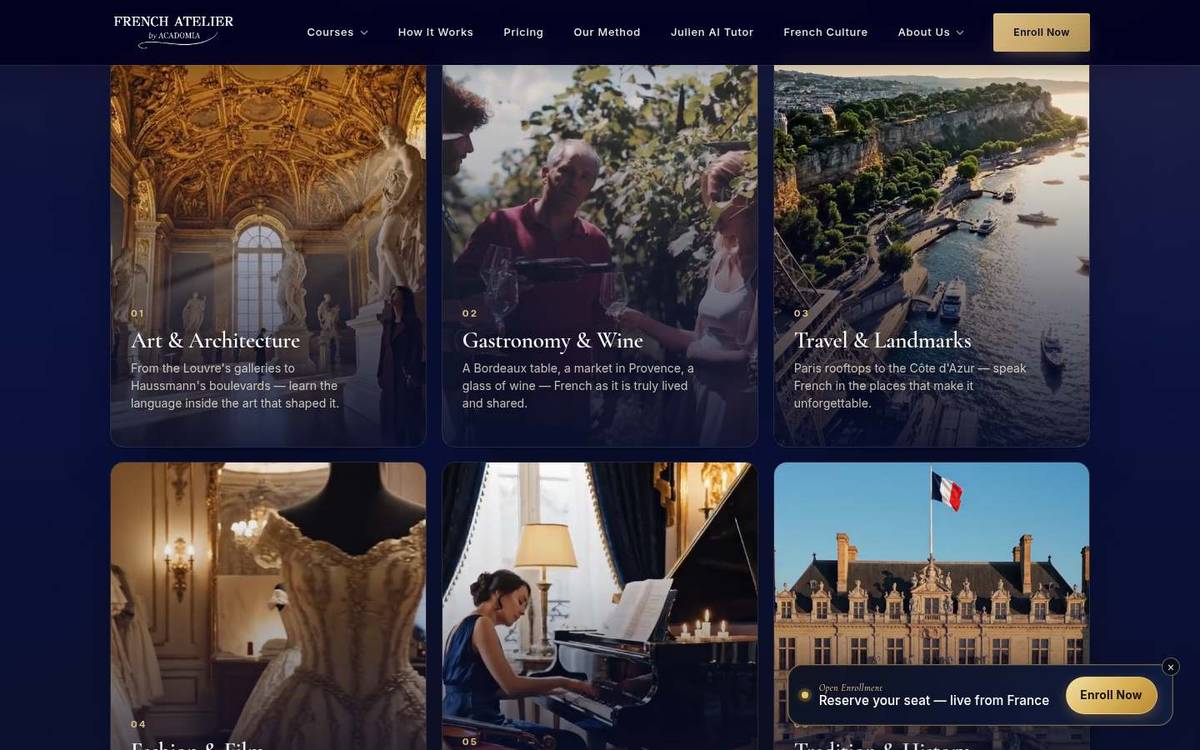 FRENCH ATELIER
by ACADOMIA
Courses
How It Works
Pricing
Our Method
Julien AI Tutor
French Culture
About Us
Enroll Now
01
Art & Architecture
From the Louvre's galleries to
Haussmann's boulevards — learn the
language inside the art that shaped it.
02
Gastronomy & Wine
A Bordeaux table, a market in Provence, a
glass of wine — French as it is truly lived
and shared.
03
Travel & Landmarks
Paris rooftops to the Côte d'Azur — speak
French in the places that make it
unforgettable.
04
Fashion & Film
05
Tradition & History
Open Enrollment
Reserve your seat — live from France
Enroll Now